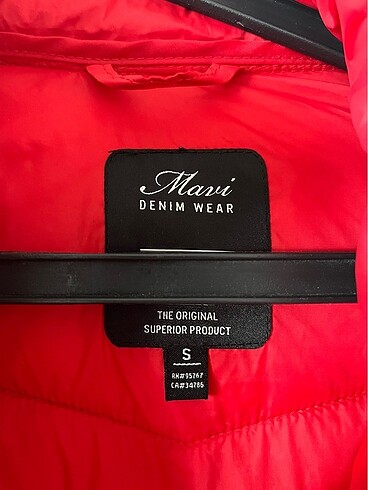 Mavi
DENIM WEAR
THE ORIGINAL
SUPERIOR PRODUCT
S
RN#95767
CA#34786